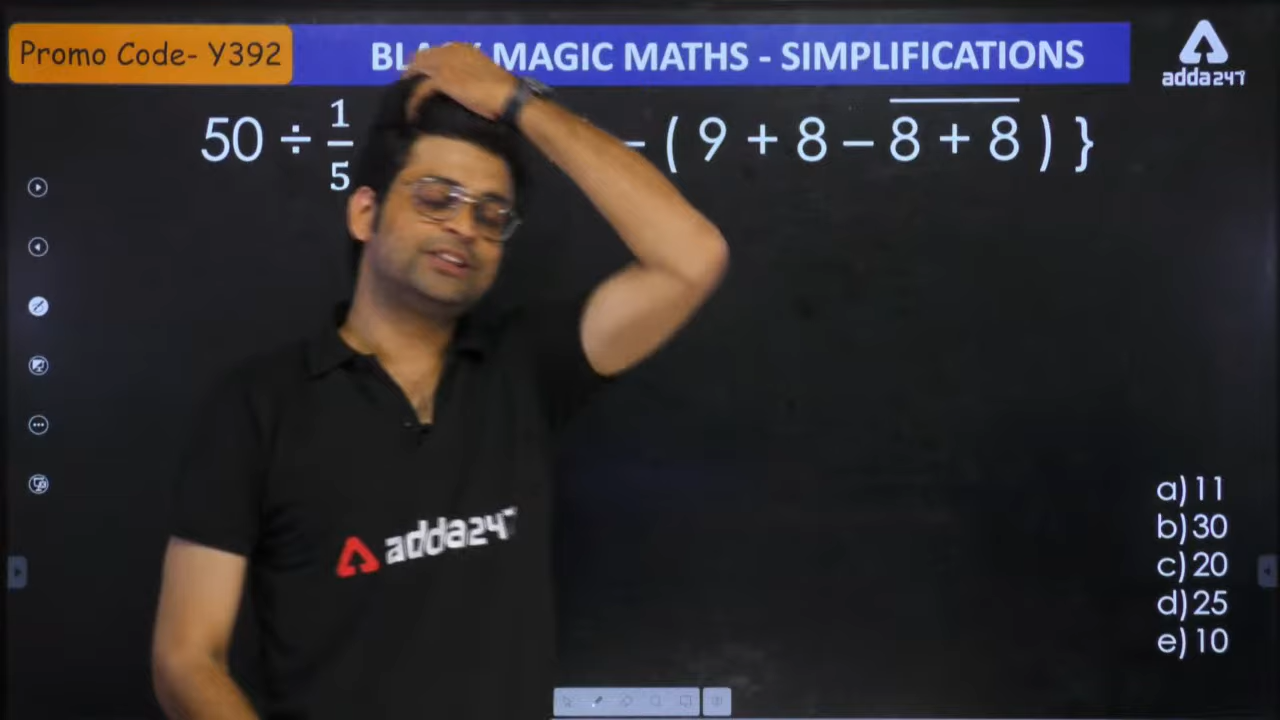 Promo Code- Y392
MAGIC MATHS - SIMPLIFICATIONS
adda247
50 ÷ 1/5 – ( 9 + 8 – 8 + 8 ) }
adda247
a) 11
b) 30
c) 20
d) 25
e) 10